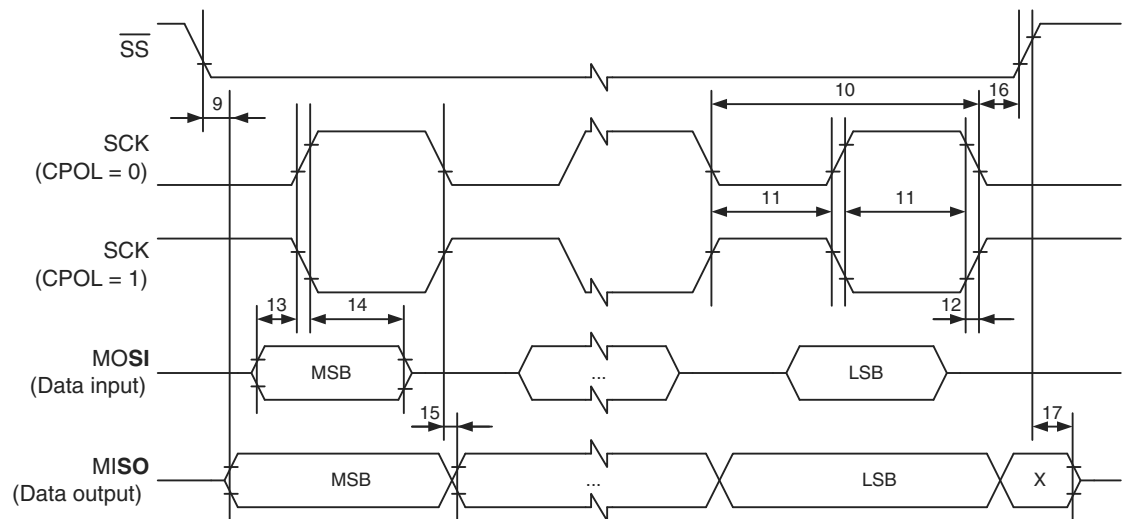 SS
9
10
16
SCK
(CPOL = 0)
11
11
SCK
(CPOL = 1)
13
14
12
MOSI
(Data input)
MSB
...
LSB
15
17
MISO
(Data output)
MSB
...
LSB
X